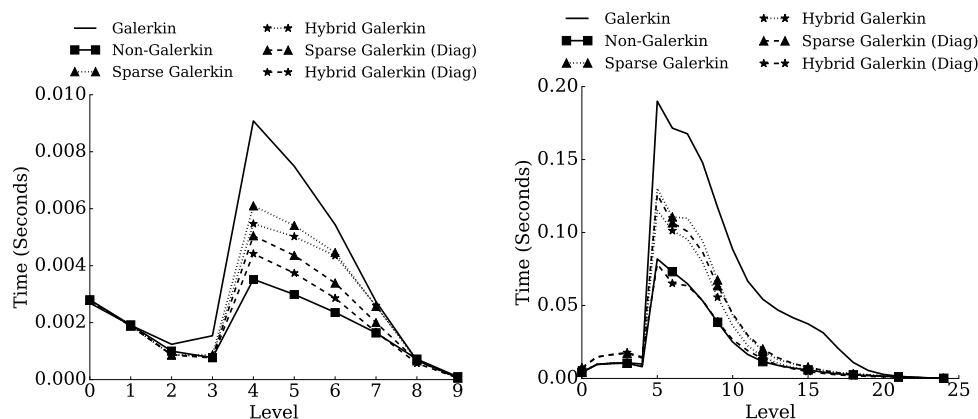 Galerkin
Non-Galerkin
Sparse Galerkin
Hybrid Galerkin
Sparse Galerkin (Diag)
Hybrid Galerkin (Diag)
0.010
0.008
0.006
0.004
0.002
0.000
Time (Seconds)
0 1 2 3 4 5 6 7 8 9
Level
Galerkin
Non-Galerkin
Sparse Galerkin
Hybrid Galerkin
Sparse Galerkin (Diag)
Hybrid Galerkin (Diag)
0.20
0.15
0.10
0.05
0.00
Time (Seconds)
0 5 10 15 20 25
Level